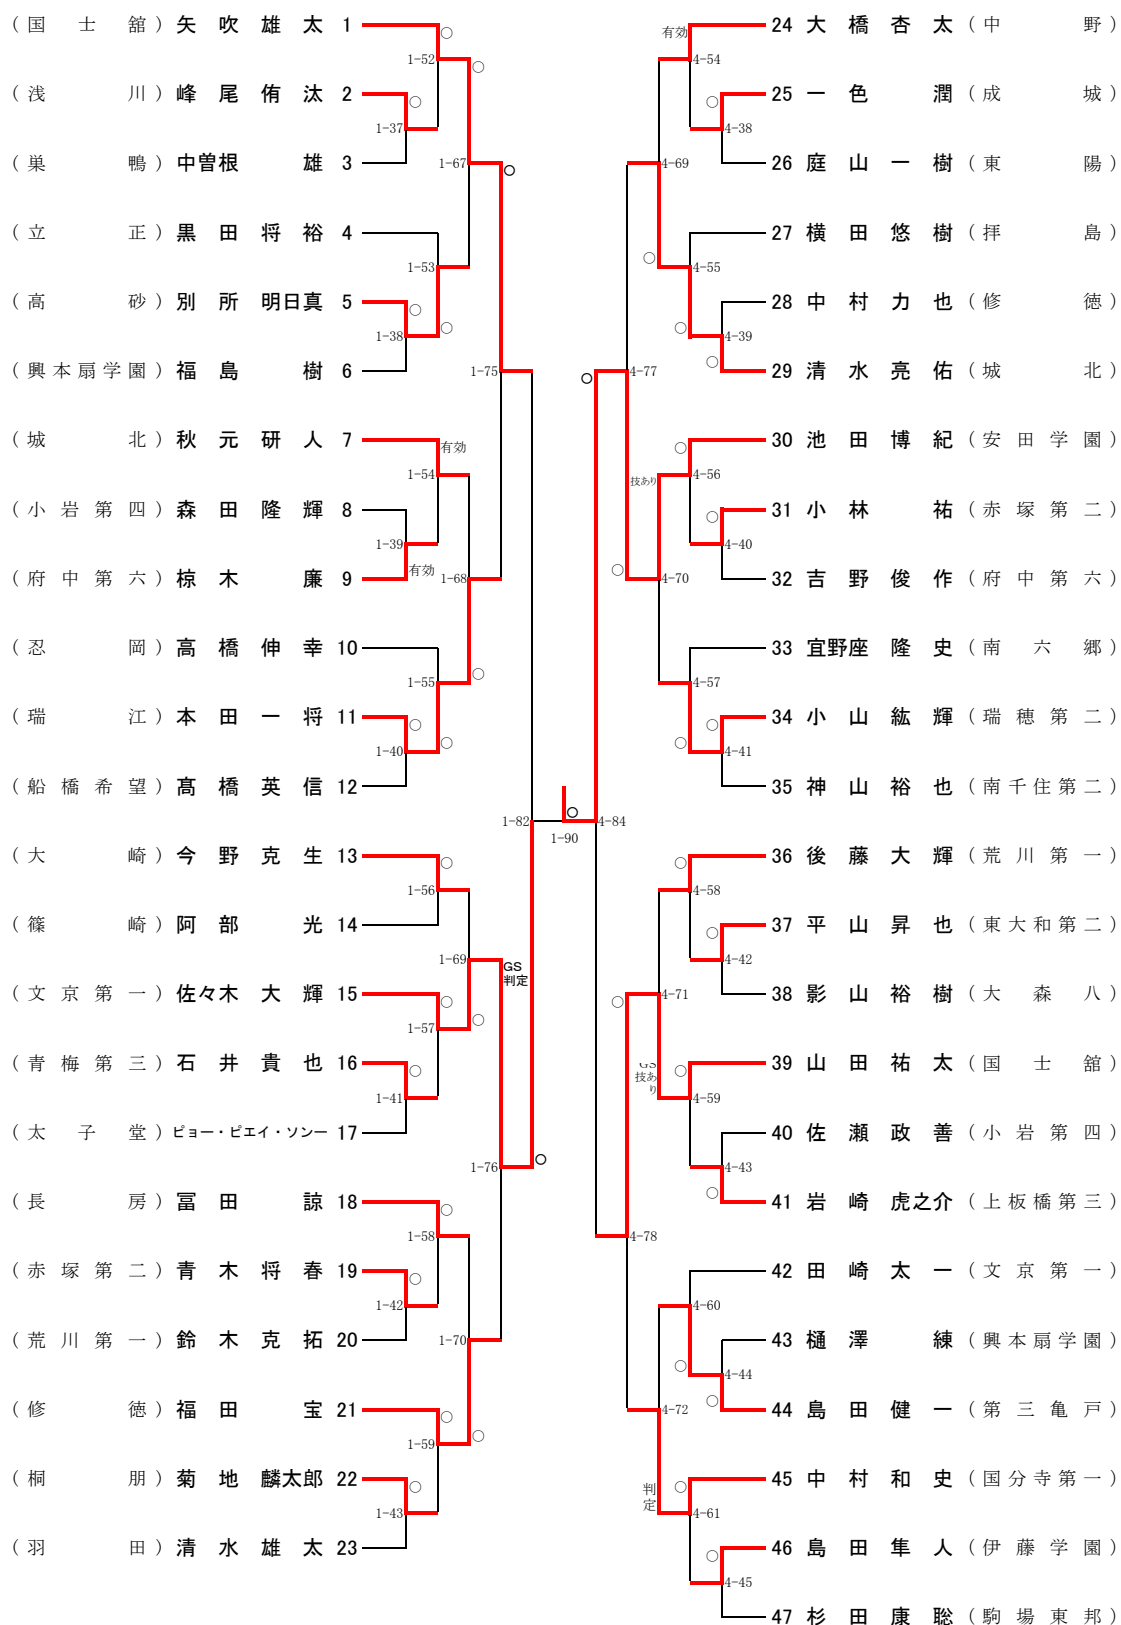 (国士舘) 矢吹雄太 1
1-52
(浅川) 峰尾侑汰 2
1-37
(巣鴨) 中曽根雄 3
1-67
(立正) 黒田将裕 4
1-53
(高砂) 別所明日真 5
1-38
(興本扇学園) 福島樹 6
1-75
(城北) 秋元研人 7
有効
1-54
(小岩第四) 森田隆輝 8
1-39
有効
(府中第六) 椋木廉 9
1-68
(忍岡) 高橋伸幸 10
1-55
(瑞江) 本田一将 11
1-40
(船橋希望) 髙橋英信 12
1-82
1-90
(大崎) 今野克生 13
1-56
(篠崎) 阿部光 14
1-69
GS
判定
(文京第一) 佐々木大輝 15
1-57
(青梅第三) 石井貴也 16
1-41
(太子堂) ピョー・ピエイ・ソンー 17
1-76
(長房) 冨田諒 18
1-58
(赤塚第二) 青木将春 19
1-42
(荒川第一) 鈴木克拓 20
1-70
(修徳) 福田宝 21
1-59
(桐朋) 菊地麟太郎 22
1-43
(羽田) 清水雄太 23
24 大橋杏太 (中野)
有効
4-54
25 一色潤 (成城)
4-38
26 庭山一樹 (東陽)
4-69
27 横田悠樹 (拝島)
4-55
28 中村力也 (修徳)
4-39
29 清水亮佑 (城北)
4-77
30 池田博紀 (安田学園)
4-56
技あり
31 小林祐 (赤塚第二)
4-40
32 吉野俊作 (府中第六)
4-70
33 宜野座隆史 (南六郷)
4-57
34 小山紘輝 (瑞穂第二)
4-41
35 神山裕也 (南千住第二)
4-84
36 後藤大輝 (荒川第一)
4-58
37 平山昇也 (東大和第二)
4-42
38 影山裕樹 (大森八)
4-71
39 山田祐太 (国士舘)
GS
技あ
り
4-59
40 佐瀬政善 (小岩第四)
4-43
41 岩崎虎之介 (上板橋第三)
4-78
42 田崎太一 (文京第一)
4-60
43 樋澤練 (興本扇学園)
4-44
44 島田健一 (第三亀戸)
4-72
45 中村和史 (国分寺第一)
判
定
4-61
46 島田隼人 (伊藤学園)
4-45
47 杉田康聡 (駒場東邦)